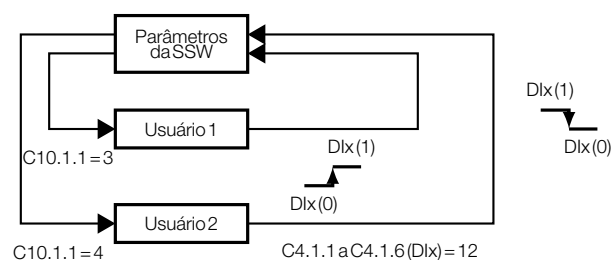 Parâmetros
da SSW
DIx (1)
DIx (0)
Usuário 1
C10.1.1 = 3
DIx (1)
DIx (0)
Usuário 2
C10.1.1 = 4
C4.1.1 a C4.1.6 (DIx) = 12